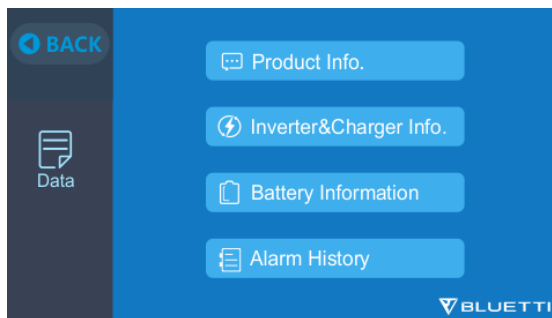 BACK
Data
Product Info.
Inverter&Charger Info.
Battery Information
Alarm History
BLUETTI